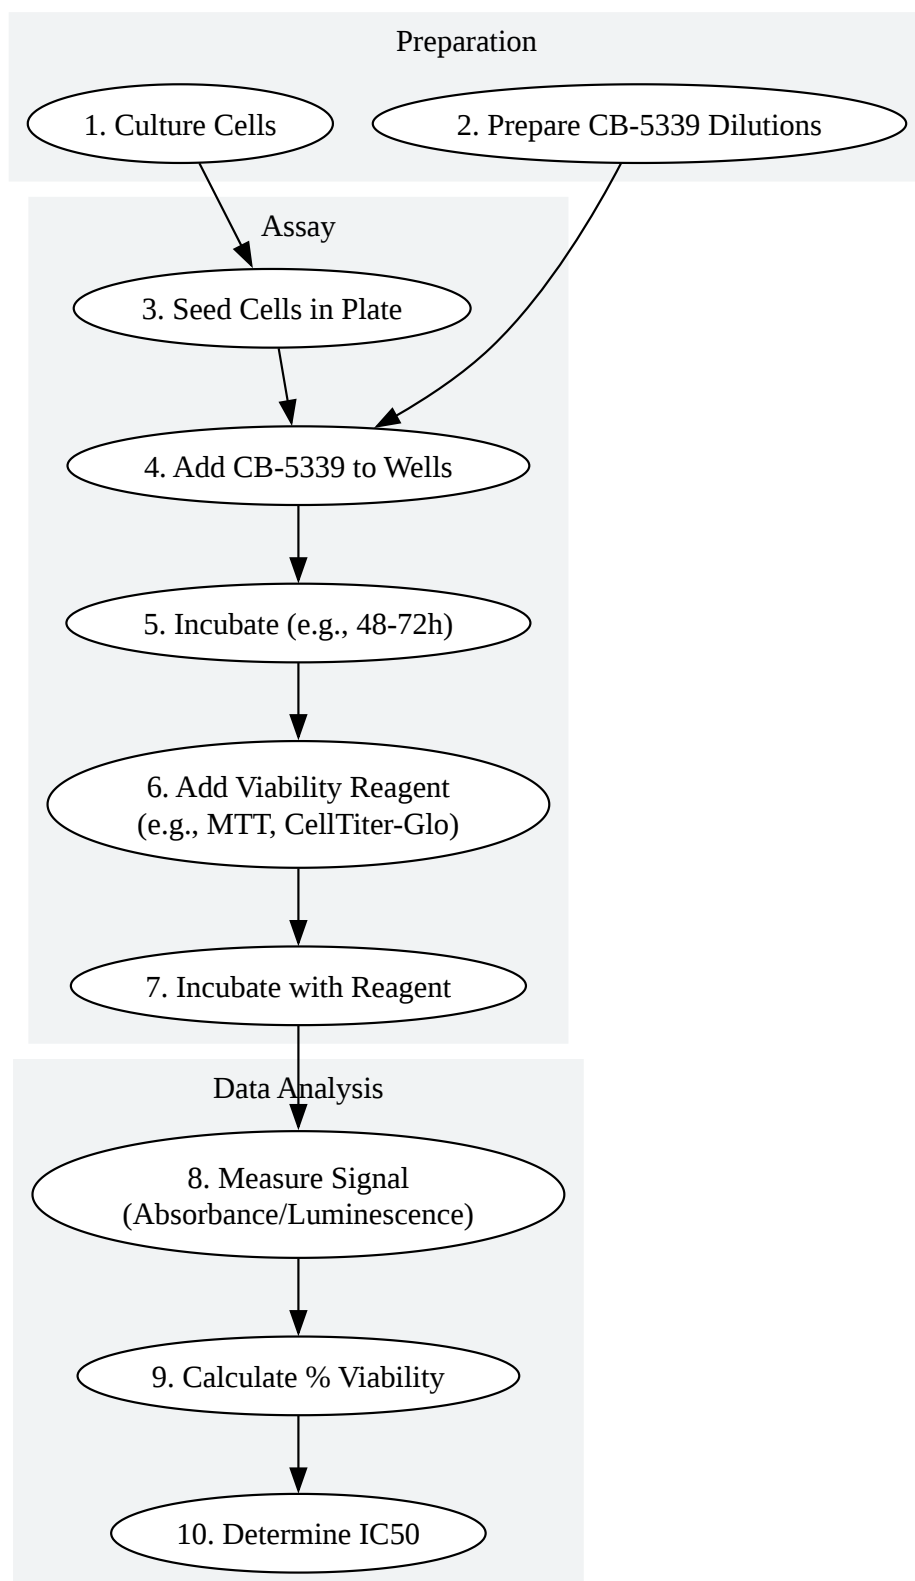 Preparation
1. Culture Cells
2. Prepare CB-5339 Dilutions
Assay
3. Seed Cells in Plate
4. Add CB-5339 to Wells
5. Incubate (e.g., 48-72h)
6. Add Viability Reagent
(e.g., MTT, CellTiter-Glo)
7. Incubate with Reagent
Data Analysis
8. Measure Signal
(Absorbance/Luminescence)
9. Calculate % Viability
10. Determine IC50